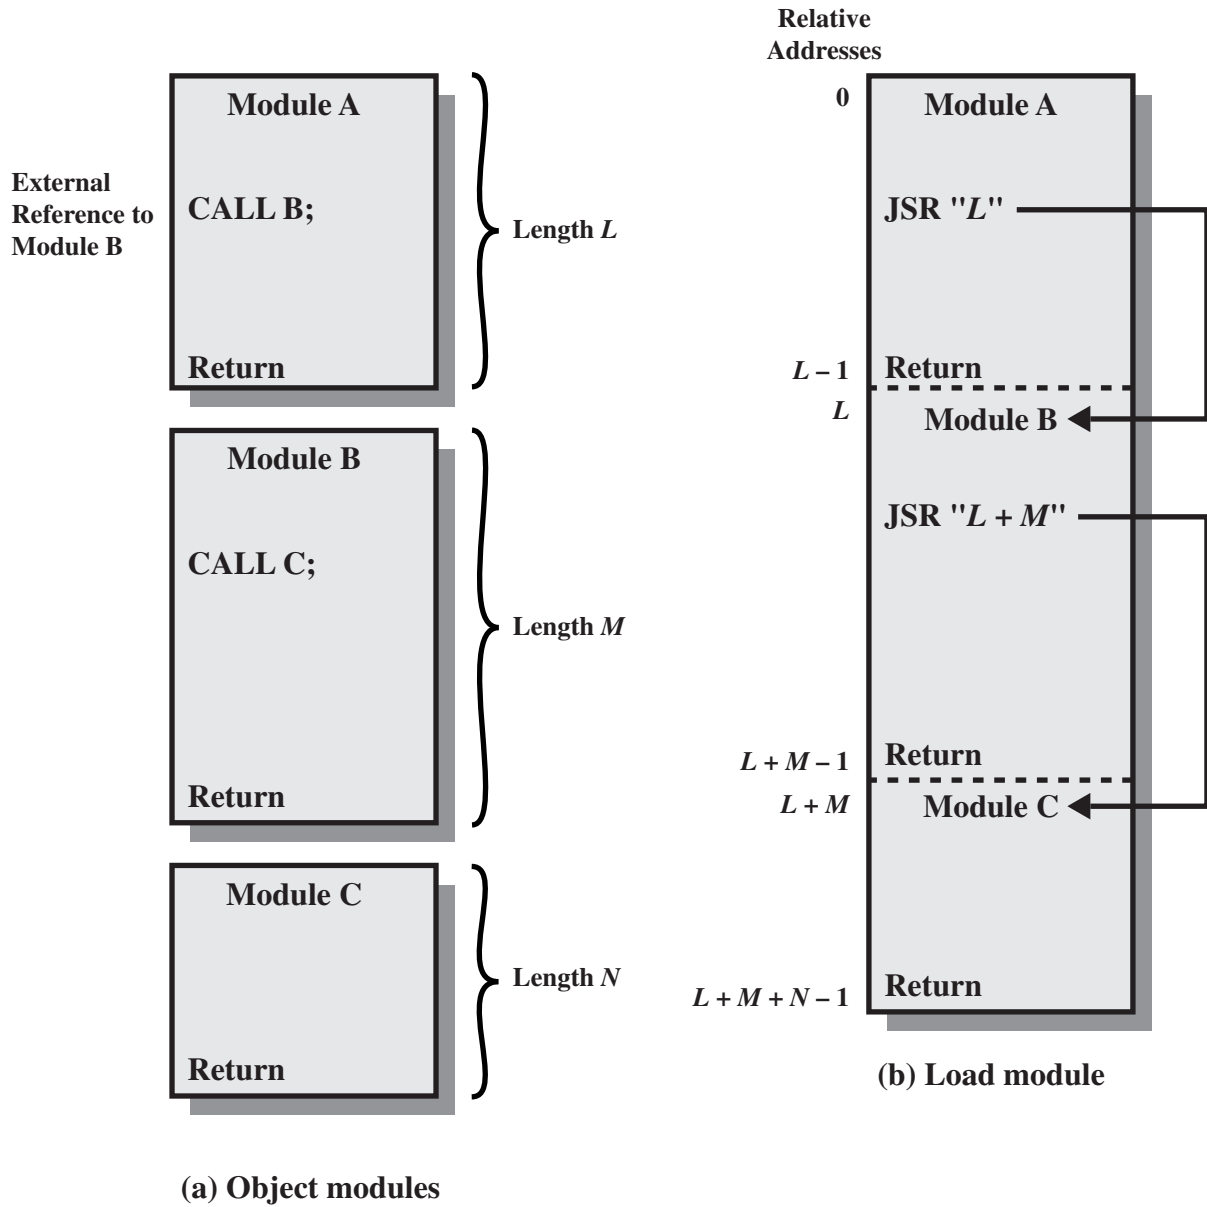 External
Reference to
Module B
Module A
CALL B;
Return
Length L
Module B
CALL C;
Return
Length M
Module C
Return
Length N
(a) Object modules
Relative
Addresses
0
Module A
JSR "L"
L – 1
Return
L
Module B
JSR "L + M"
L + M – 1
Return
L + M
Module C
L + M + N – 1
Return
(b) Load module